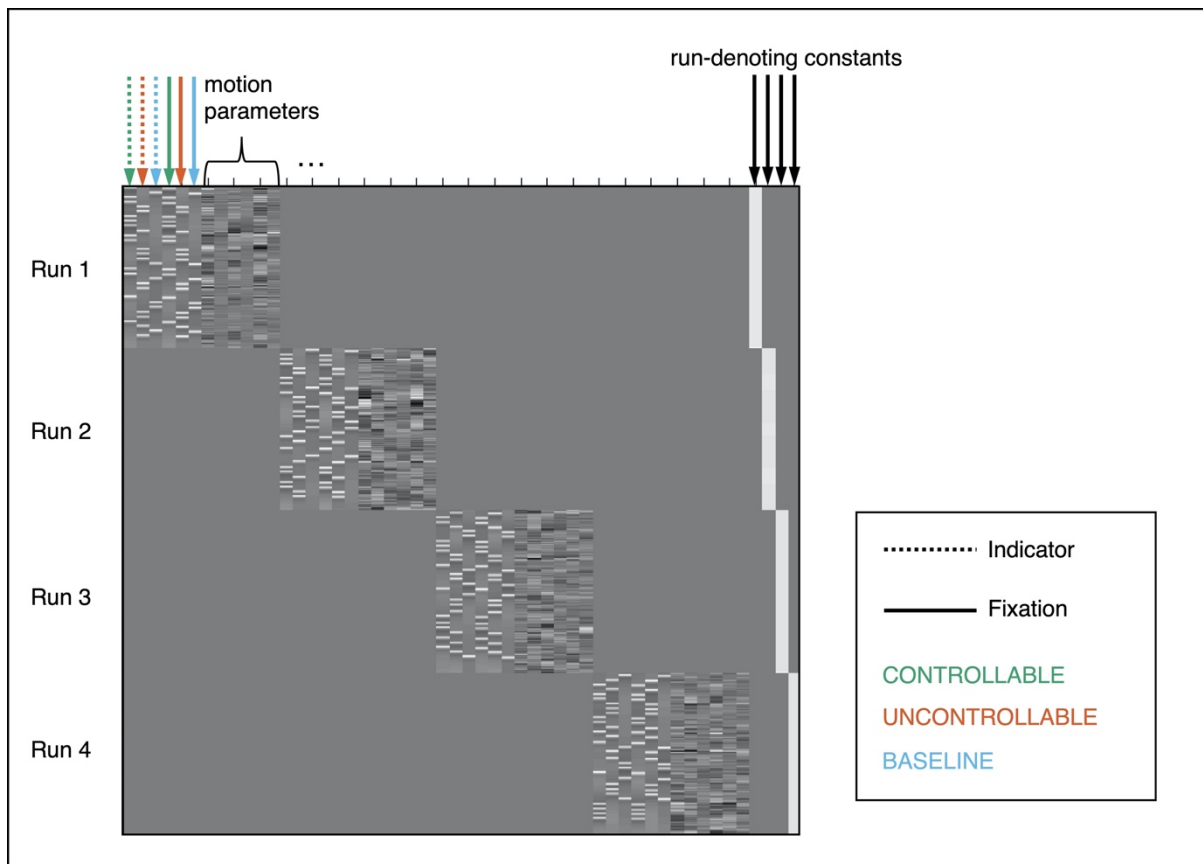 run-denoting constants
motion
parameters
...
Run 1
Run 2
Run 3
Run 4
Indicator
Fixation
CONTROLLABLE
UNCONTROLLABLE
BASELINE